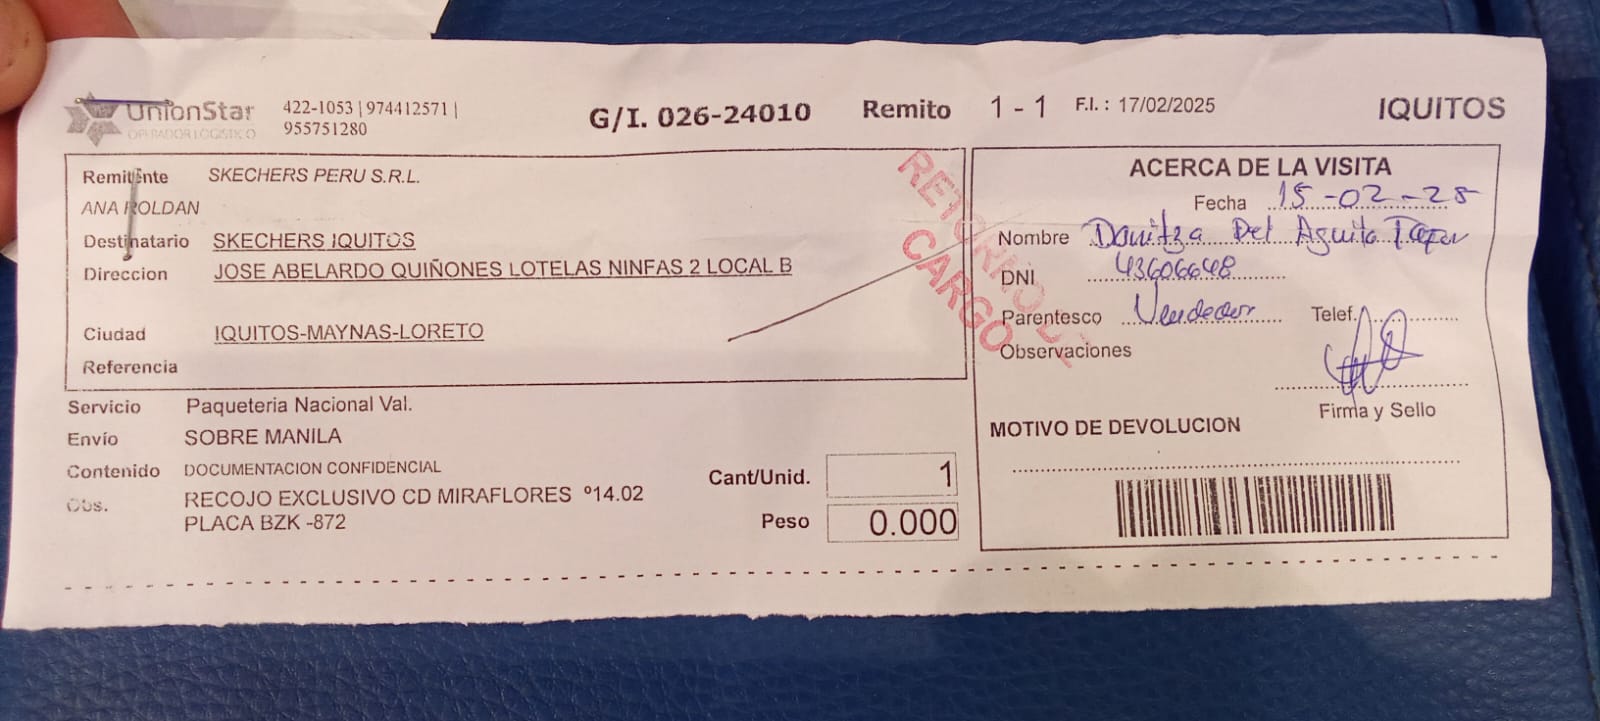 UnionStar
OPERADOR LOGISTICO
422-1053 | 974412571 |
955751280
G/I. 026-24010
Remito
1 - 1
F.I. : 17/02/2025
IQUITOS
Remitente SKECHERS PERU S.R.L.
ANA ROLDAN
Destinatario SKECHERS IQUITOS
Direccion JOSE ABELARDO QUIÑONES LOTELAS NINFAS 2 LOCAL B
Ciudad IQUITOS-MAYNAS-LORETO
Referencia
RETORNO DE
CARGO
Servicio Paqueteria Nacional Val.
Envío SOBRE MANILA
Contenido DOCUMENTACION CONFIDENCIAL
Obs. RECOJO EXCLUSIVO CD MIRAFLORES º14.02
PLACA BZK -872
Cant/Unid. 1
Peso 0.000
ACERCA DE LA VISITA
Fecha 15-02-25
Nombre Danitza Del Aguila
DNI 43606648
Parentesco Vendedor Telef.
Observaciones
Firma y Sello
MOTIVO DE DEVOLUCION